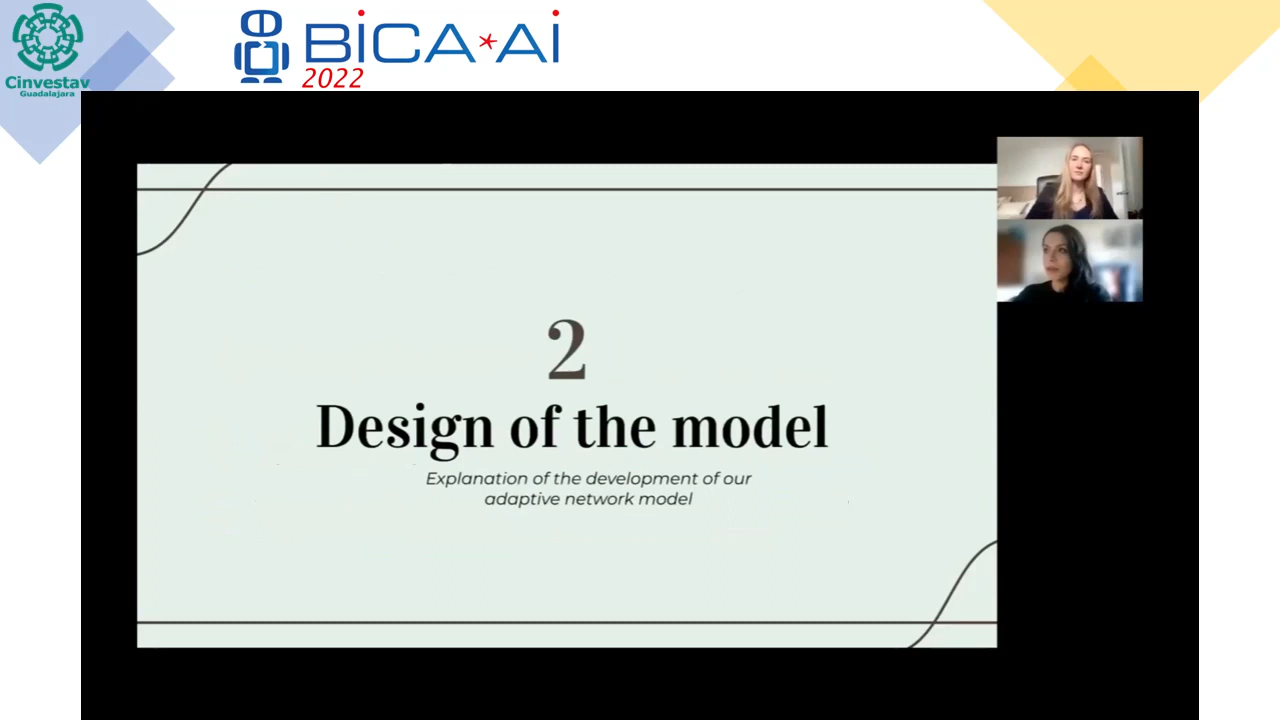 Cinvestav
Guadalajara
BiCA*Ai
2022
2
Design of the model
Explanation of the development of our
adaptive network model